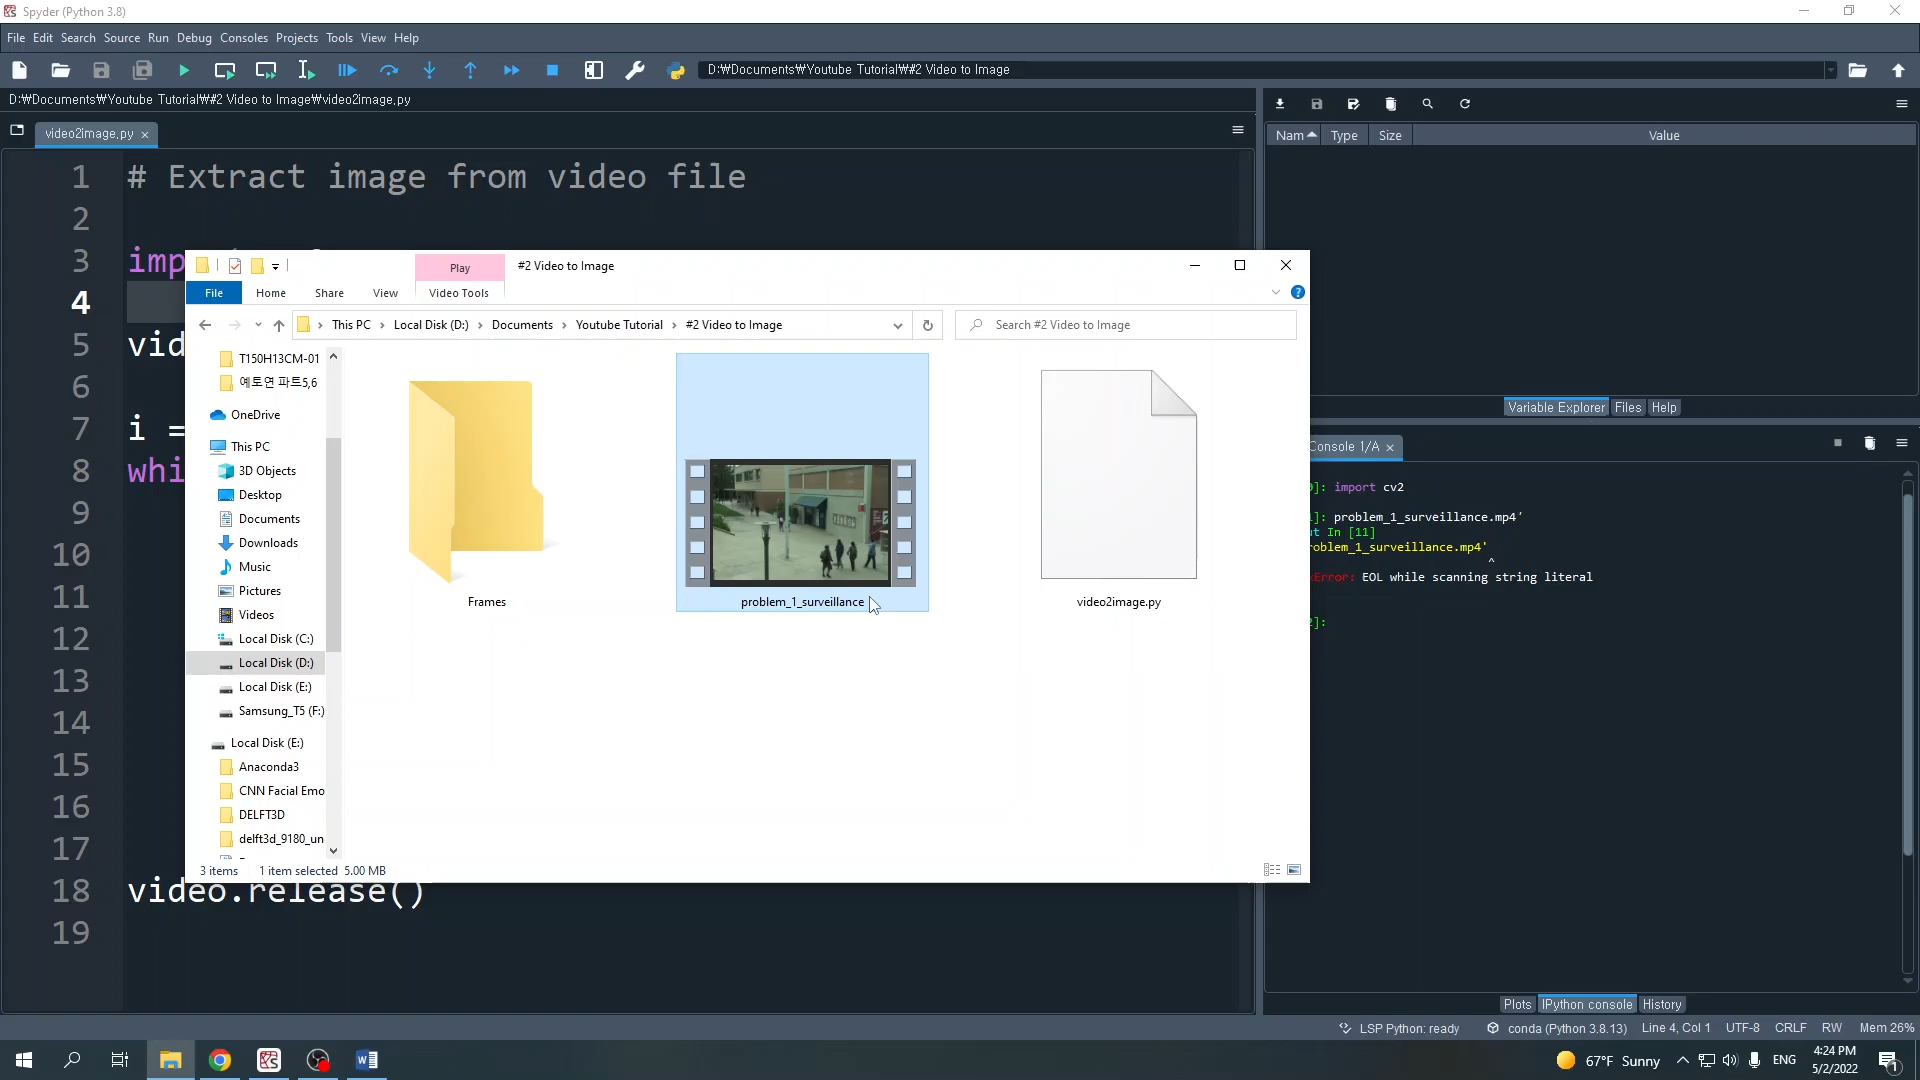 Spyder (Python 3.8)
File Edit Search Source Run Debug Consoles Projects Tools View Help
D:₩Documents₩Youtube Tutorial₩#2 Video to Image
D:₩Documents₩Youtube Tutorial₩#2 Video to Image₩video2image.py
video2image.py
Nam Type Size Value
1 # Extract image from video file
2
3 imp
4
5 vid
6
7 i =
8 whi
9
10
11
12
13
14
15
16
17
18 video.release()
19
Play #2 Video to Image
File Home Share View Video Tools
This PC Local Disk (D:) Documents Youtube Tutorial #2 Video to Image
Search #2 Video to Image
T150H13CM-01
예토연 파트5,6
OneDrive
This PC
3D Objects
Desktop
Documents
Downloads
Music
Pictures
Videos
Local Disk (C:)
Local Disk (D:)
Local Disk (E:)
Samsung_T5 (F:)
Local Disk (E:)
Anaconda3
CNN Facial Emo
DELFT3D
delft3d_9180_un
Frames
problem_1_surveillance
video2image.py
3 items 1 item selected 5.00 MB
Variable Explorer Files Help
Console 1/A
]: import cv2
]: problem_1_surveillance.mp4'
ut In [11]
roblem_1_surveillance.mp4'
^
Error: EOL while scanning string literal
]:
Plots IPython console History
LSP Python: ready conda (Python 3.8.13) Line 4, Col 1 UTF-8 CRLF RW Mem 26%
67°F Sunny ENG 4:24 PM
5/2/2022
1